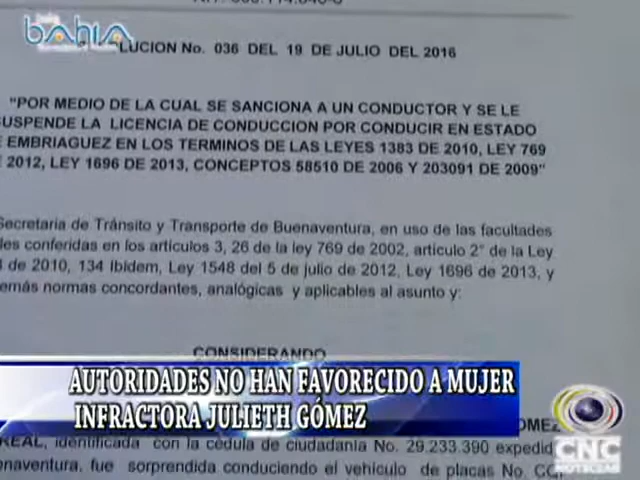 Bahia
LUCION No. 036 DEL 19 DE JULIO DEL 2016
"POR MEDIO DE LA CUAL SE SANCIONA A UN CONDUCTOR Y SE LE
SUSPENDE LA LICENCIA DE CONDUCCION POR CONDUCIR EN ESTADO
E EMBRIAGUEZ EN LOS TERMINOS DE LAS LEYES 1383 DE 2010, LEY 769
E 2012, LEY 1696 DE 2013, CONCEPTOS 58510 DE 2006 Y 203091 DE 2009"
Secretaria de Tránsito y Transporte de Buenaventura, en uso de las facultades
les conferidas en los artículos 3, 26 de la ley 769 de 2002, articulo 2° de la Ley
de 2010, 134 Ibidem, Ley 1548 del 5 de julio de 2012, Ley 1696 de 2013, y
emás normas concordantes, analógicas y aplicables al asunto y:
CONSIDERANDO
AUTORIDADES NO HAN FAVORECIDO A MUJER
INFRACTORA JULIETH GÓMEZ
OMEZ
REAL, identificada con la cédula de ciudadanía No. 29.233.390 expedid
enaventura, fue sorprendida conduciendo el vehículo de placas No.
CNC
NOTICIAS